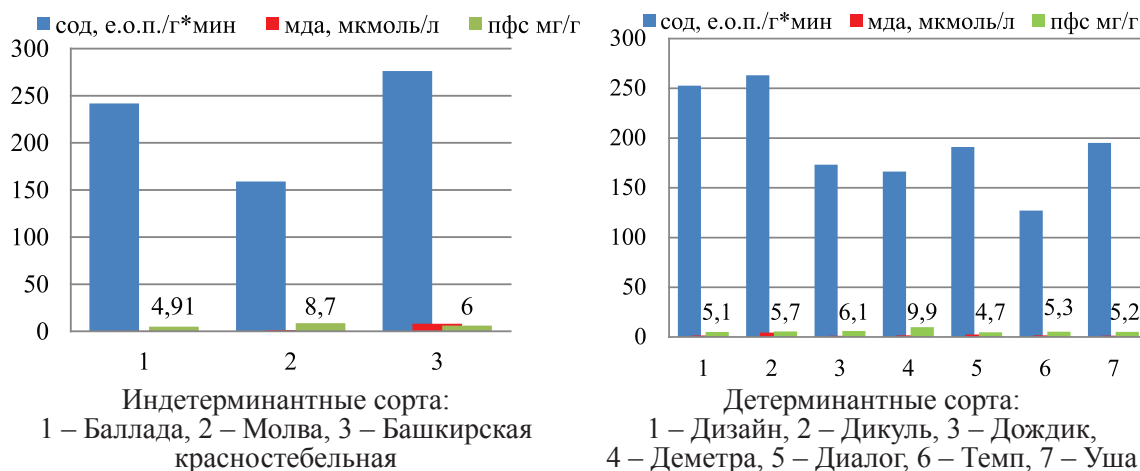 сод, е.о.п./г*мин мда, мкмоль/л пфс мг/г
300
250
200
150
100
50
0
4,91 8,7 6
1 2 3
Индетерминантные сорта:
1 – Баллада, 2 – Молва, 3 – Башкирская
красностебельная
сод, е.о.п./г*мин мда, мкмоль/л пфс мг/г
300
250
200
150
100
50
0
5,1 5,7 6,1 9,9 4,7 5,3 5,2
1 2 3 4 5 6 7
Детерминантные сорта:
1 – Дизайн, 2 – Дикуль, 3 – Дождик,
4 – Деметра, 5 – Диалог, 6 – Темп, 7 – Уша